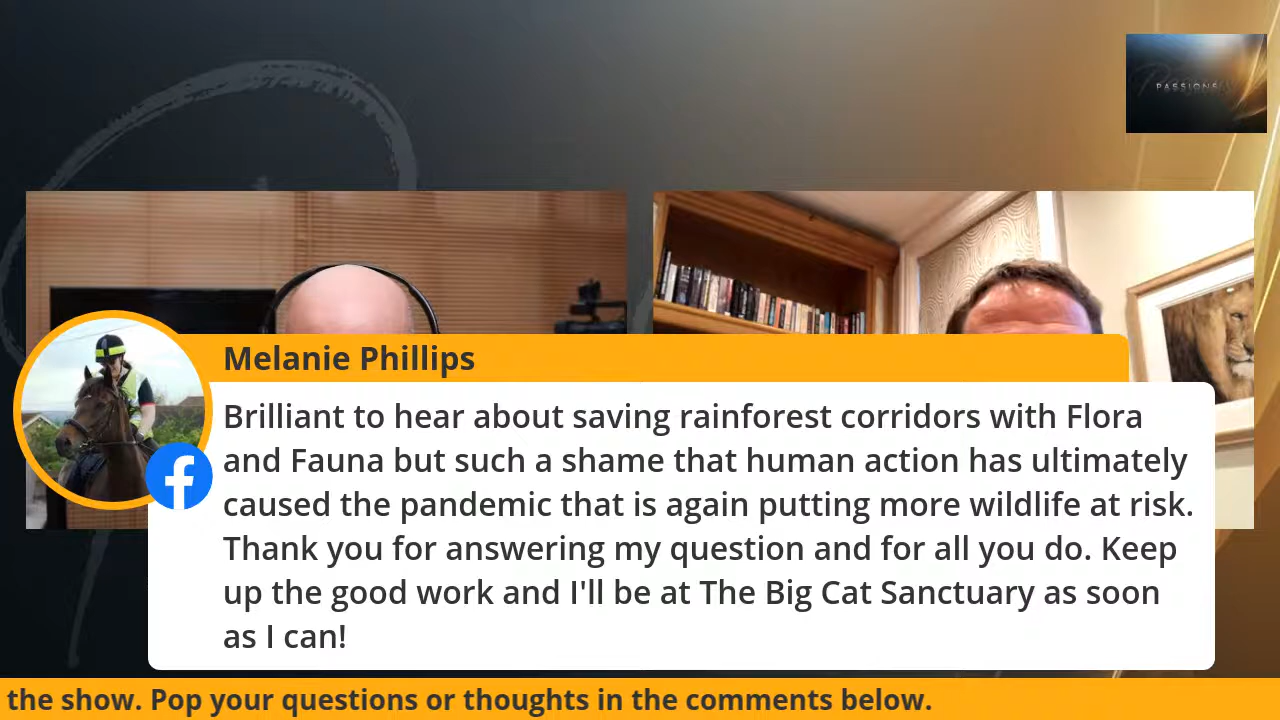 PASSIONS
Melanie Phillips
Brilliant to hear about saving rainforest corridors with Flora
and Fauna but such a shame that human action has ultimately
caused the pandemic that is again putting more wildlife at risk.
Thank you for answering my question and for all you do. Keep
up the good work and I'll be at The Big Cat Sanctuary as soon
as I can!
the show. Pop your questions or thoughts in the comments below.